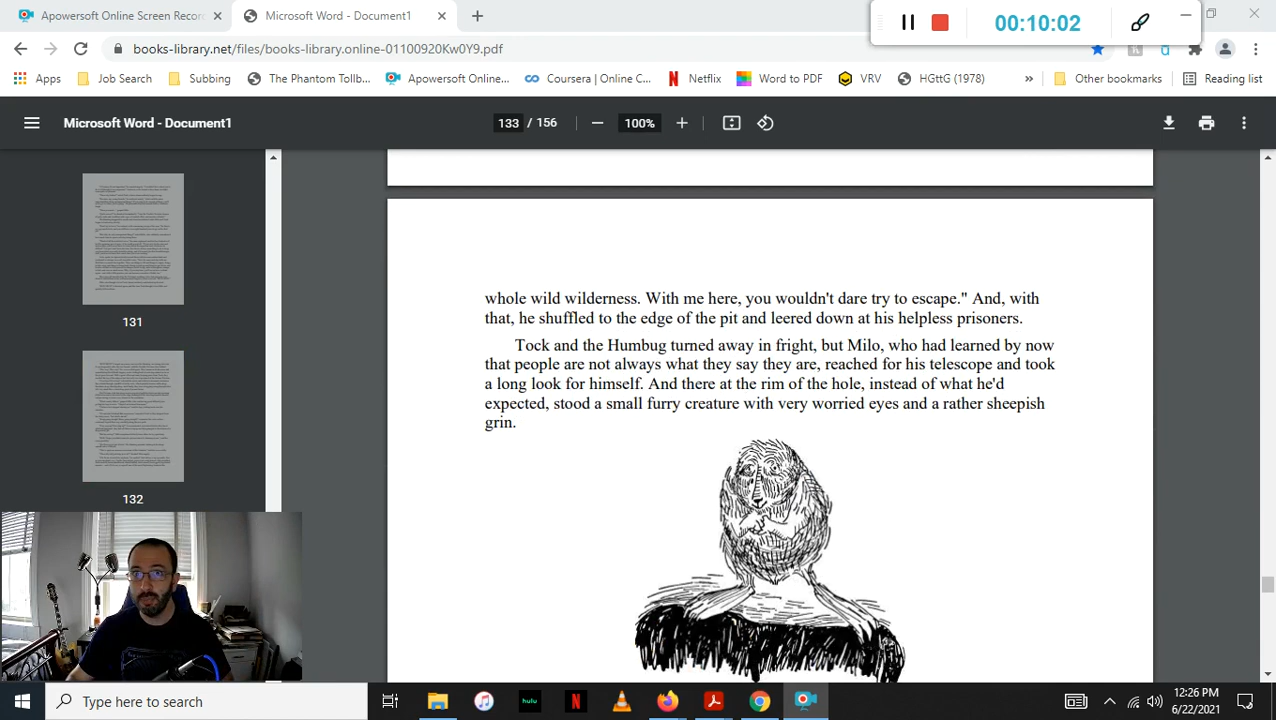 Apowersoft Online Screen Recor
Microsoft Word - Document1
00:10:02
books-library.net/files/books-library.online-01100920Kw0Y9.pdf
Apps
Job Search
Subbing
The Phantom Tollb...
Apowersoft Online...
Coursera | Online C...
Netflix
Word to PDF
VRV
HGttG (1978)
»
Other bookmarks
Reading list
Microsoft Word - Document1
133 / 156
100%
131
132
whole wild wilderness. With me here, you wouldn't dare try to escape." And, with
that, he shuffled to the edge of the pit and leered down at his helpless prisoners.
Tock and the Humbug turned away in fright, but Milo, who had learned by now
that people are not always what they say they are, reached for his telescope and took
a long look for himself. And there at the rim of the hole, instead of what he'd
expected, stood a small furry creature with very worried eyes and a rather sheepish
grin.
Type here to search
hulu
12:26 PM
6/22/2021